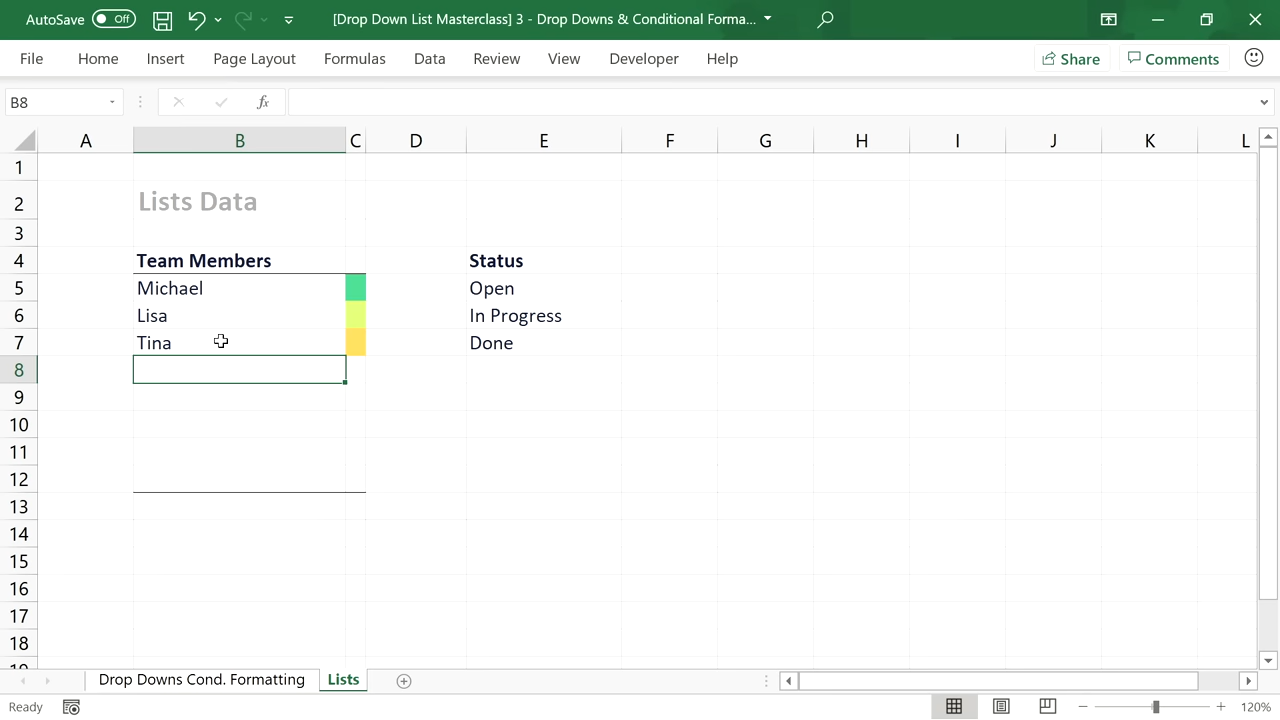 AutoSave Off [Drop Down List Masterclass] 3 - Drop Downs & Conditional Forma...
File Home Insert Page Layout Formulas Data Review View Developer Help Share Comments
B8 fx
A B C D E F G H I J K L
1
2 Lists Data
3
4 Team Members Status
5 Michael Open
6 Lisa In Progress
7 Tina Done
8
9
10
11
12
13
14
15
16
17
18
Drop Downs Cond. Formatting Lists
Ready 120%